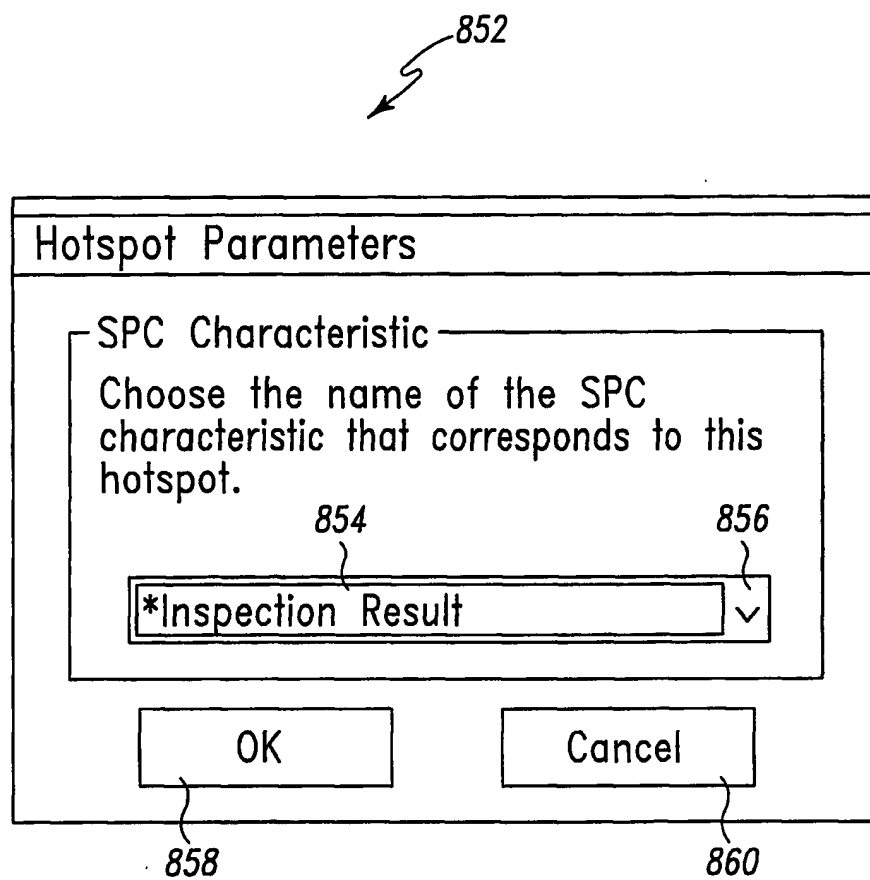 852
Hotspot Parameters
SPC Characteristic
Choose the name of the SPC
characteristic that corresponds to this
hotspot.
854
856
*Inspection Result
OK
Cancel
858
860